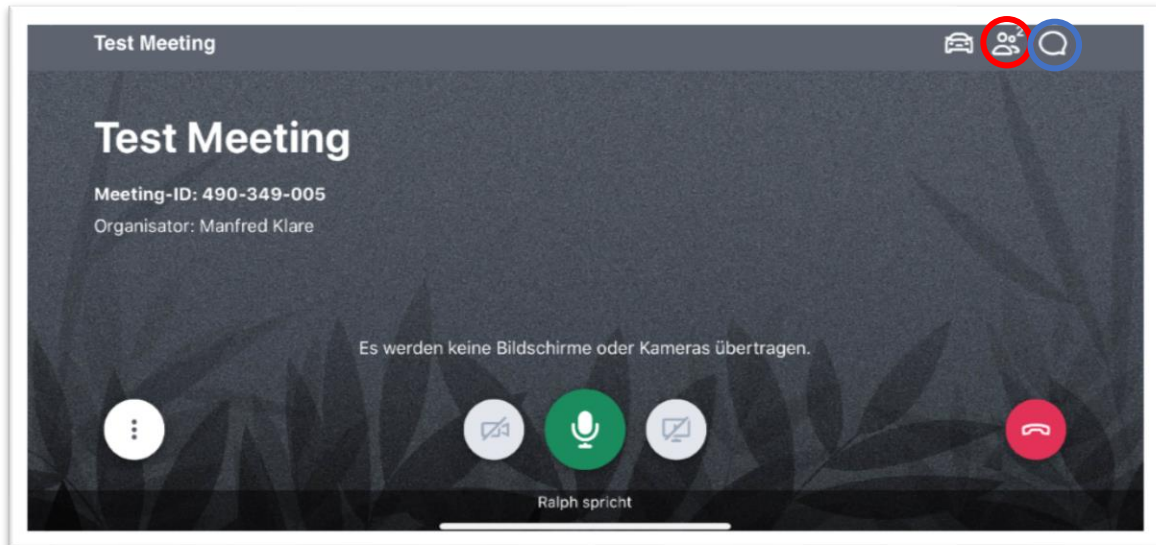 Test Meeting
2
Test Meeting
Meeting-ID: 490-349-005
Organisator: Manfred Klare
Es werden keine Bildschirme oder Kameras übertragen.
Ralph spricht